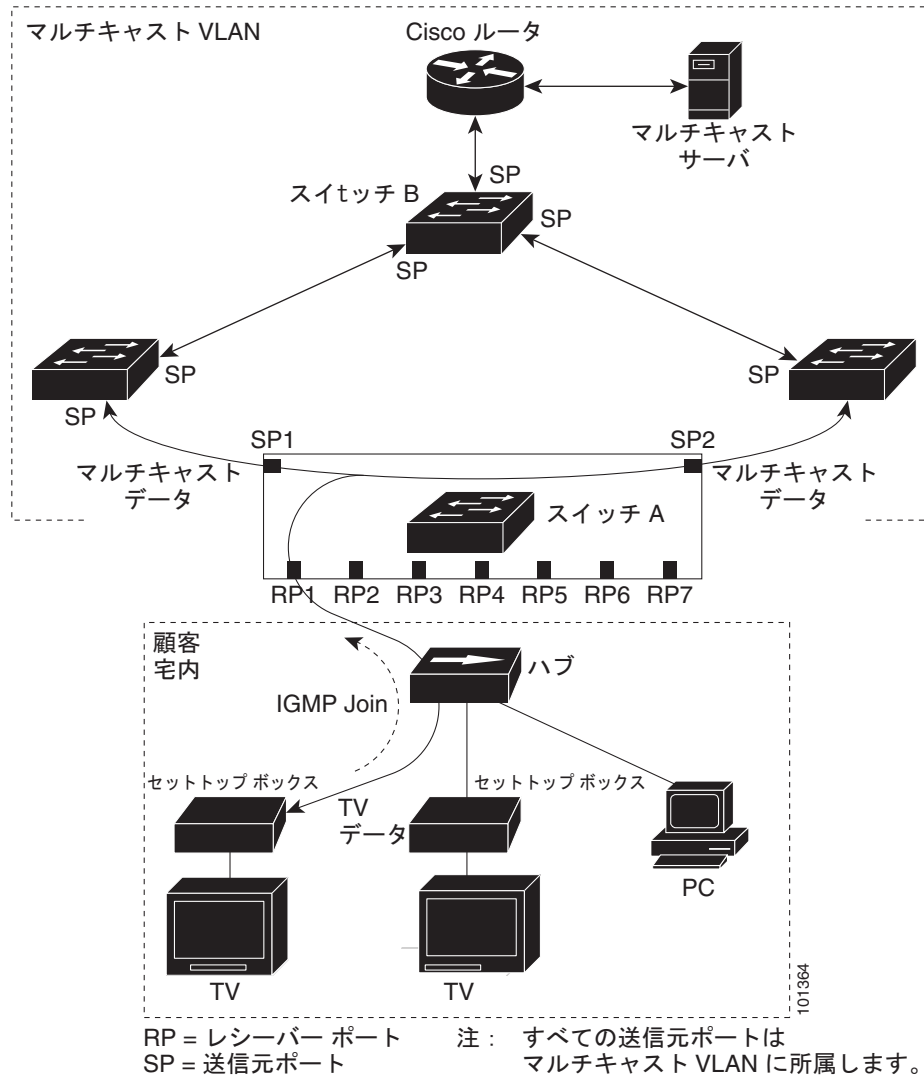 マルチキャスト VLAN
Cisco ルータ
マルチキャスト
サーバ
SP
スイtッチ B
SP
SP
SP
SP
SP
SP1
SP2
マルチキャスト
データ
マルチキャスト
データ
スイッチ A
RP1 RP2 RP3 RP4 RP5 RP6 RP7
顧客
宅内
ハブ
IGMP Join
セットトップ ボックス
セットトップ ボックス
TV
データ
PC
TV
TV
101364
RP = レシーバー ポート
SP = 送信元ポート
注： すべての送信元ポートは
マルチキャスト VLAN に所属します。